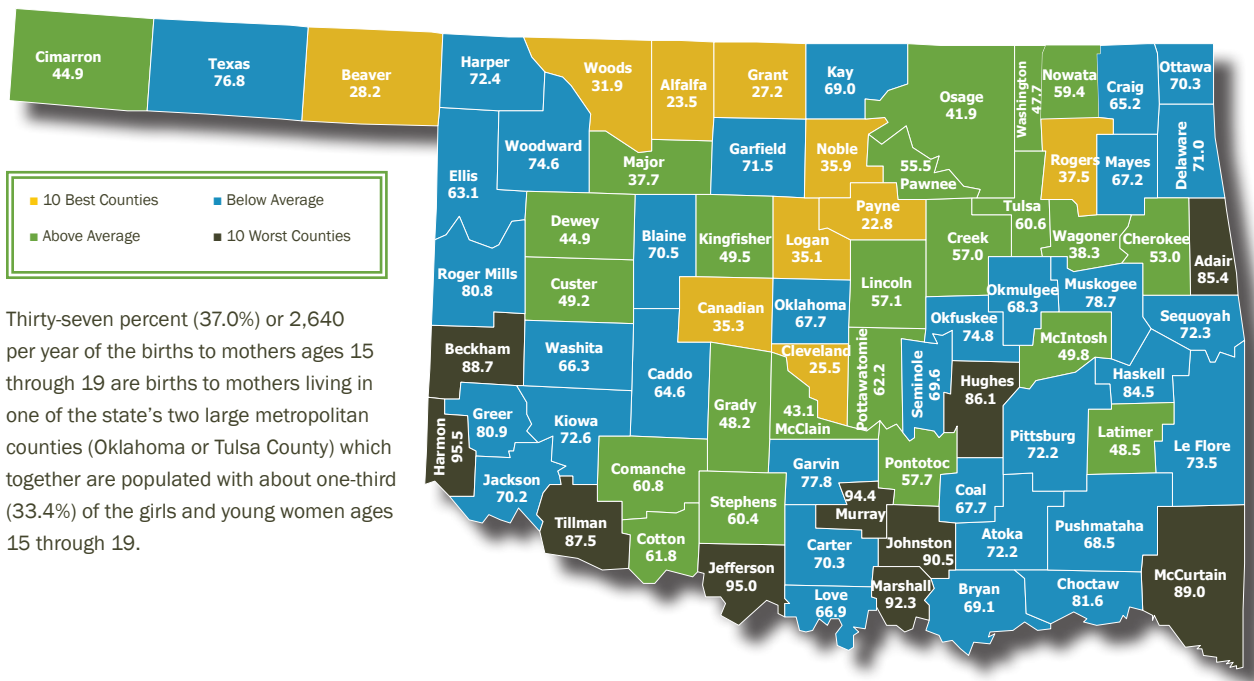 Cimarron
44.9
Texas
76.8
Beaver
28.2
Harper
72.4
Woods
31.9
Alfalfa
23.5
Grant
27.2
Kay
69.0
Osage
41.9
Washington
47.7
Nowata
59.4
Craig
65.2
Ottawa
70.3
Ellis
63.1
Woodward
74.6
Major
37.7
Garfield
71.5
Noble
35.9
55.5
Pawnee
Rogers
37.5
Mayes
67.2
Delaware
71.0
10 Best Counties
Below Average
Above Average
10 Worst Counties
Dewey
44.9
Blaine
70.5
Kingfisher
49.5
Logan
35.1
Payne
22.8
Creek
57.0
Tulsa
60.6
Wagoner
38.3
Cherokee
53.0
Adair
85.4
Roger Mills
80.8
Custer
49.2
Canadian
35.3
Oklahoma
67.7
Lincoln
57.1
Okfuskee
74.8
Okmulgee
68.3
Muskogee
78.7
Sequoyah
72.3
McIntosh
49.8
Thirty-seven percent (37.0%) or 2,640
per year of the births to mothers ages 15
through 19 are births to mothers living in
one of the state’s two large metropolitan
counties (Oklahoma or Tulsa County) which
together are populated with about one-third
(33.4%) of the girls and young women ages
15 through 19.
Beckham
88.7
Washita
66.3
Caddo
64.6
Grady
48.2
Cleveland
25.5
43.1
McClain
Pottawatomie
62.2
Seminole
69.6
Hughes
86.1
Haskell
84.5
Harmon
95.5
Greer
80.9
Kiowa
72.6
Pittsburg
72.2
Latimer
48.5
Le Flore
73.5
Jackson
70.2
Comanche
60.8
Stephens
60.4
Garvin
77.8
Pontotoc
57.7
Coal
67.7
94.4
Murray
Tillman
87.5
Cotton
61.8
Jefferson
95.0
Carter
70.3
Johnston
90.5
Atoka
72.2
Pushmataha
68.5
Love
66.9
Marshall
92.3
Bryan
69.1
Choctaw
81.6
McCurtain
89.0